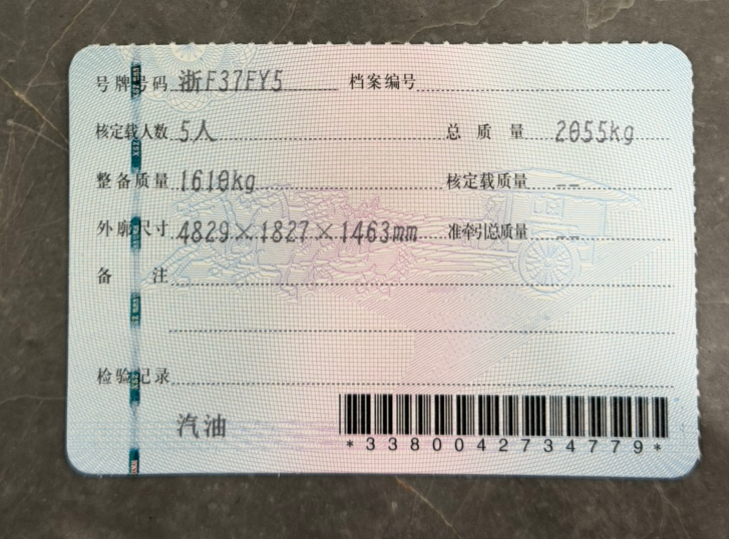 号牌号码 浙F37FY5 档案编号
核定载人数 5人 总质量 2055kg
整备质量 1610kg 核定载质量 --
外廓尺寸 4829×1827×1463mm 准牵引总质量 --
备注
检验记录
汽油
*3380042734779*